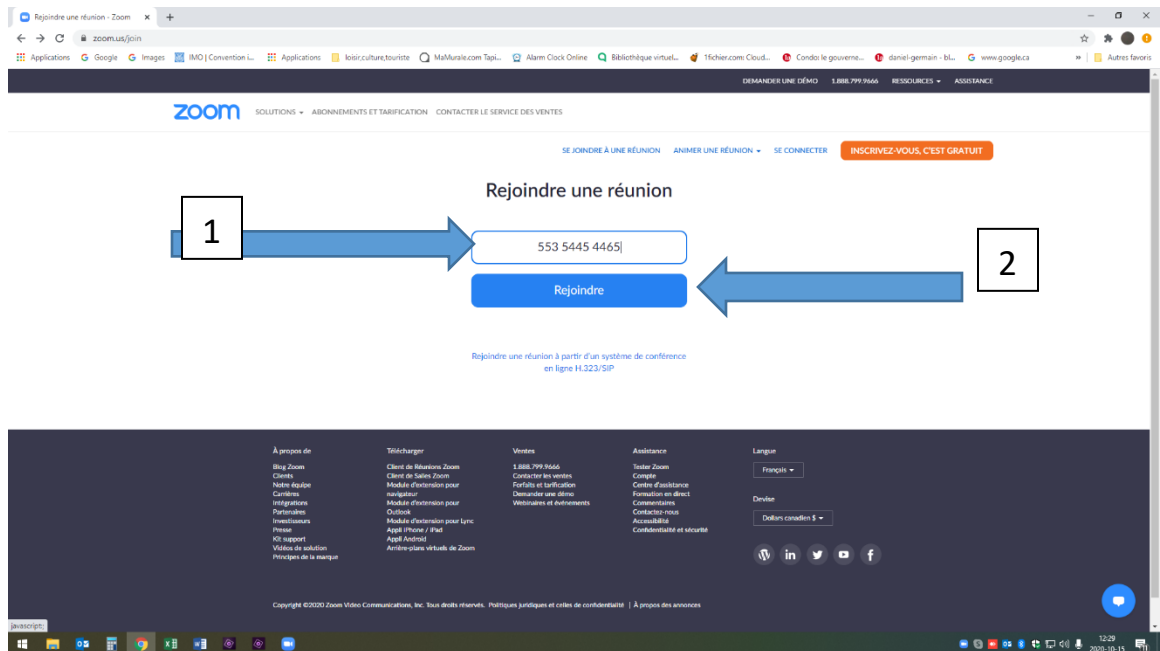 Rejoindre une réunion - Zoom
zoom.us/join
Applications Google Images IMO | Convention i... Applications loisir,culture,touriste MaMurale.com Tapi... Alarm Clock Online Bibliothèque virtuel... 1fichier.com: Cloud... Condo: le gouverne... daniel-germain - bl... www.google.ca » Autres favoris
DEMANDER UNE DÉMO 1.888.799.9666 RESSOURCES ASSISTANCE
zoom SOLUTIONS ABONNEMENTS ET TARIFICATION CONTACTER LE SERVICE DES VENTES
SE JOINDRE À UNE RÉUNION ANIMER UNE RÉUNION SE CONNECTER INSCRIVEZ-VOUS, C'EST GRATUIT
Rejoindre une réunion
1
553 5445 4465
2
Rejoindre
Rejoindre une réunion à partir d'un système de conférence
en ligne H.323/SIP
À propos de
Blog Zoom
Clients
Notre équipe
Carrières
Intégrations
Partenaires
Investisseurs
Presse
Kit support
Vidéos de solution
Principes de la marque
Télécharger
Client de Réunions Zoom
Client de Salles Zoom
Module d'extension pour
navigateur
Module d'extension pour
Outlook
Module d'extension pour Lync
Appli iPhone / iPad
Appli Android
Arrière-plans virtuels de Zoom
Ventes
1.888.799.9666
Contacter les ventes
Forfaits et tarification
Demander une démo
Webinaires et événements
Assistance
Tester Zoom
Compte
Centre d'assistance
Formation en direct
Commentaires
Contactez-nous
Accessibilité
Confidentialité et sécurité
Langue
Français
Devise
Dollars canadien $
Copyright ©2020 Zoom Video Communications, Inc. Tous droits réservés. Politiques juridiques et celles de confidentialité | À propos des annonces
javascript:;
12:29
2020-10-15